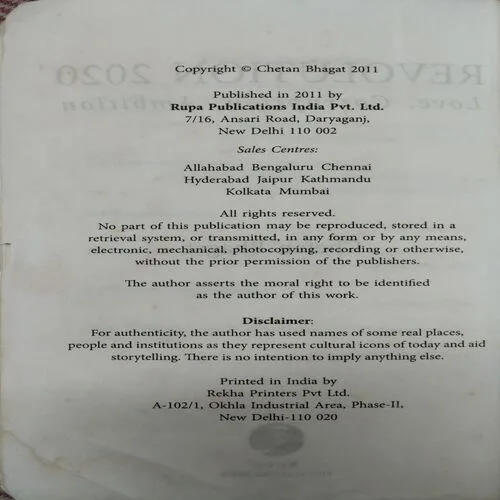 Copyright © Chetan Bhagat 2011
Published in 2011 by
Rupa Publications India Pvt. Ltd.
7/16, Ansari Road, Daryaganj,
New Delhi 110 002
Sales Centres:
Allahabad Bengaluru Chennai
Hyderabad Jaipur Kathmandu
Kolkata Mumbai
All rights reserved.
No part of this publication may be reproduced, stored in a
retrieval system, or transmitted, in any form or by any means,
electronic, mechanical, photocopying, recording or otherwise,
without the prior permission of the publishers.
The author asserts the moral right to be identified
as the author of this work.
Disclaimer:
For authenticity, the author has used names of some real places,
people and institutions as they represent cultural icons of today and aid
storytelling. There is no intention to imply anything else.
Printed in India by
Rekha Printers Pvt Ltd.
A-102/1, Okhla Industrial Area, Phase-II,
New Delhi-110 020